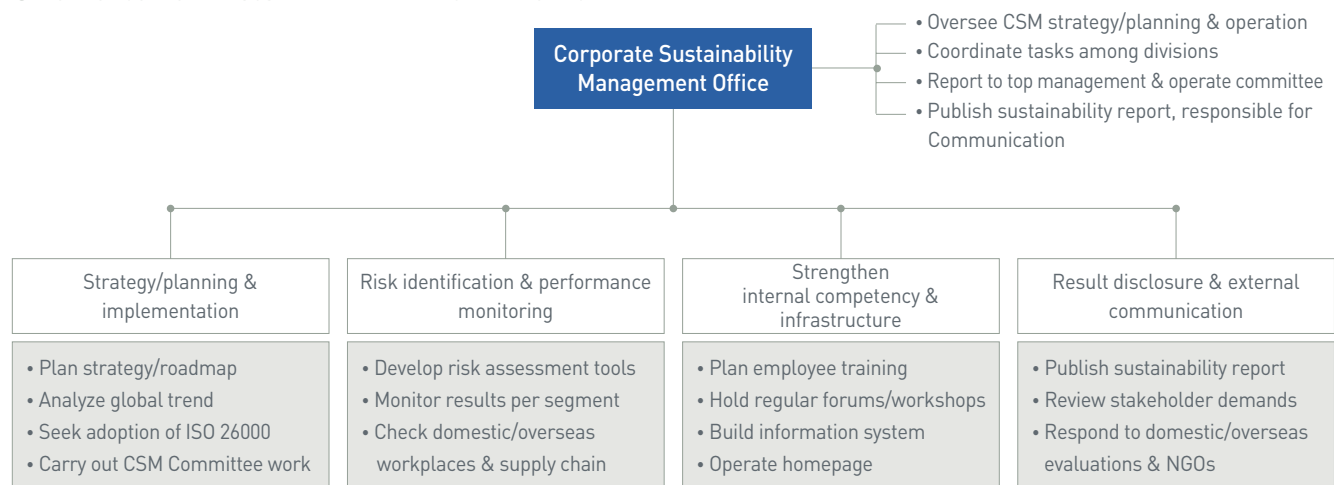 Corporate Sustainability
Management Office
• Oversee CSM strategy/planning & operation
• Coordinate tasks among divisions
• Report to top management & operate committee
• Publish sustainability report, responsible for
Communication
Strategy/planning &
implementation
• Plan strategy/roadmap
• Analyze global trend
• Seek adoption of ISO 26000
• Carry out CSM Committee work
Risk identification & performance
monitoring
• Develop risk assessment tools
• Monitor results per segment
• Check domestic/overseas
workplaces & supply chain
Strengthen
internal competency &
infrastructure
• Plan employee training
• Hold regular forums/workshops
• Build information system
• Operate homepage
Result disclosure & external
communication
• Publish sustainability report
• Review stakeholder demands
• Respond to domestic/overseas
evaluations & NGOs